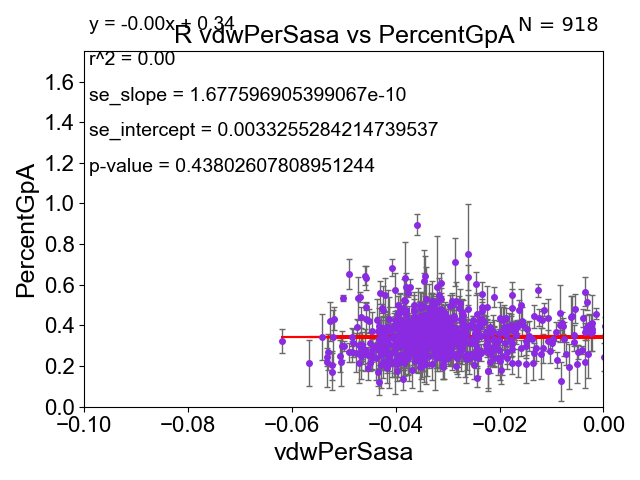 y = -0.00x + 0.34
N = 918
R vdwPerSasa vs PercentGpA
r^2 = 0.00
se_slope = 1.677596905399067e-10
se_intercept = 0.0033255284214739537
p-value = 0.43802607808951244
PercentGpA
1.6
1.4
1.2
1.0
0.8
0.6
0.4
0.2
0.0
−0.10 −0.08 −0.06 −0.04 −0.02 0.00
vdwPerSasa